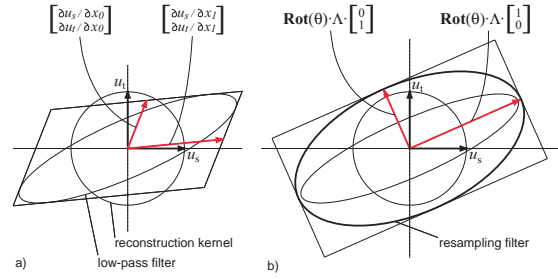 [∂u_s / ∂x_0
∂u_t / ∂x_0]
[∂u_s / ∂x_1
∂u_t / ∂x_1]
u_t
u_s
reconstruction kernel
low-pass filter
a)
Rot(θ)·Λ·[0
1]
Rot(θ)·Λ·[1
0]
u_t
u_s
resampling filter
b)